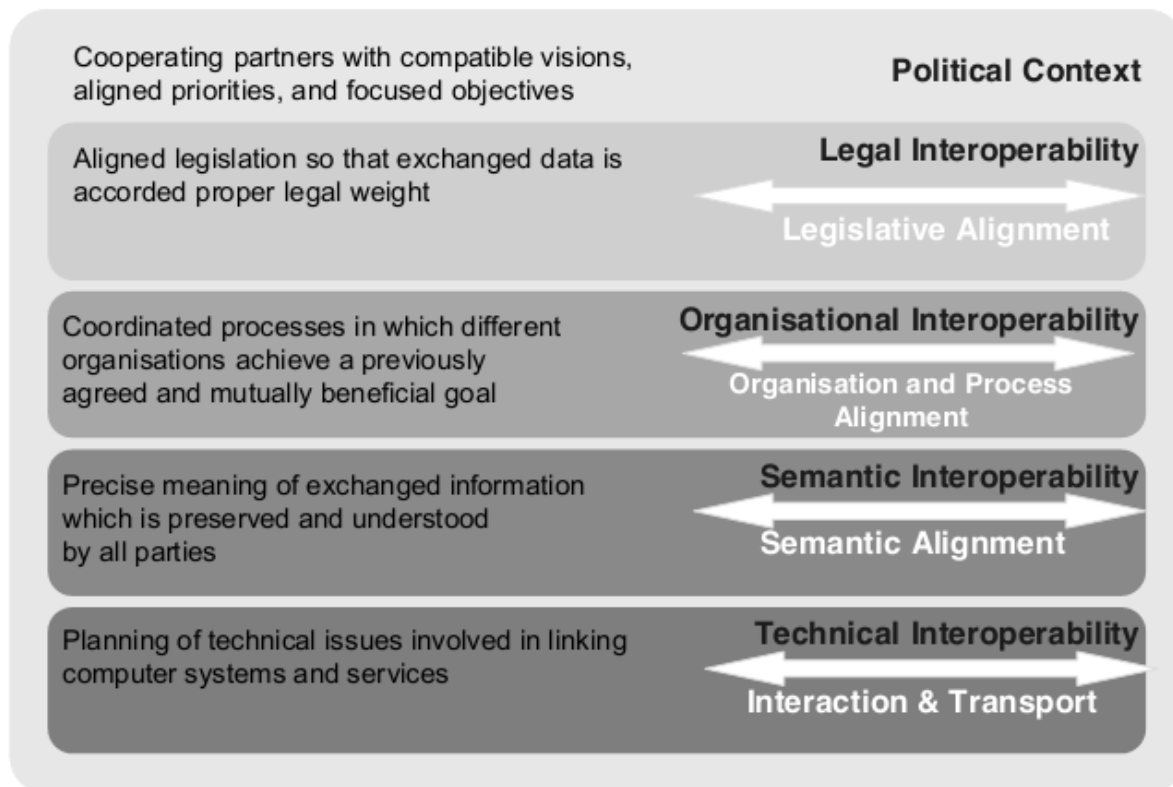 Cooperating partners with compatible visions,
aligned priorities, and focused objectives
Political Context
Aligned legislation so that exchanged data is
accorded proper legal weight
Legal Interoperability
Legislative Alignment
Coordinated processes in which different
organisations achieve a previously
agreed and mutually beneficial goal
Organisational Interoperability
Organisation and Process
Alignment
Precise meaning of exchanged information
which is preserved and understood
by all parties
Semantic Interoperability
Semantic Alignment
Planning of technical issues involved in linking
computer systems and services
Technical Interoperability
Interaction & Transport